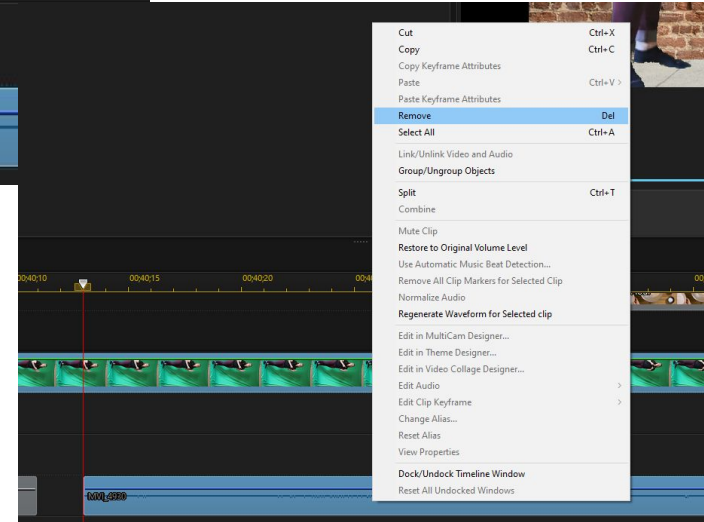 Cut Ctrl+X
Copy Ctrl+C
Copy Keyframe Attributes
Paste Ctrl+V >
Paste Keyframe Attributes
Remove Del
Select All Ctrl+A
Link/Unlink Video and Audio
Group/Ungroup Objects
Split Ctrl+T
Combine
Mute Clip
Restore to Original Volume Level
Use Automatic Music Beat Detection...
Remove All Clip Markers for Selected Clip
Normalize Audio
Regenerate Waveform for Selected clip
Edit in MultiCam Designer...
Edit in Theme Designer...
Edit in Video Collage Designer...
Edit Audio >
Edit Clip Keyframe >
Change Alias...
Reset Alias
View Properties
Dock/Undock Timeline Window
Reset All Undocked Windows
00;40;10 00;40;15 00;40;20 00;4
MVI_4930